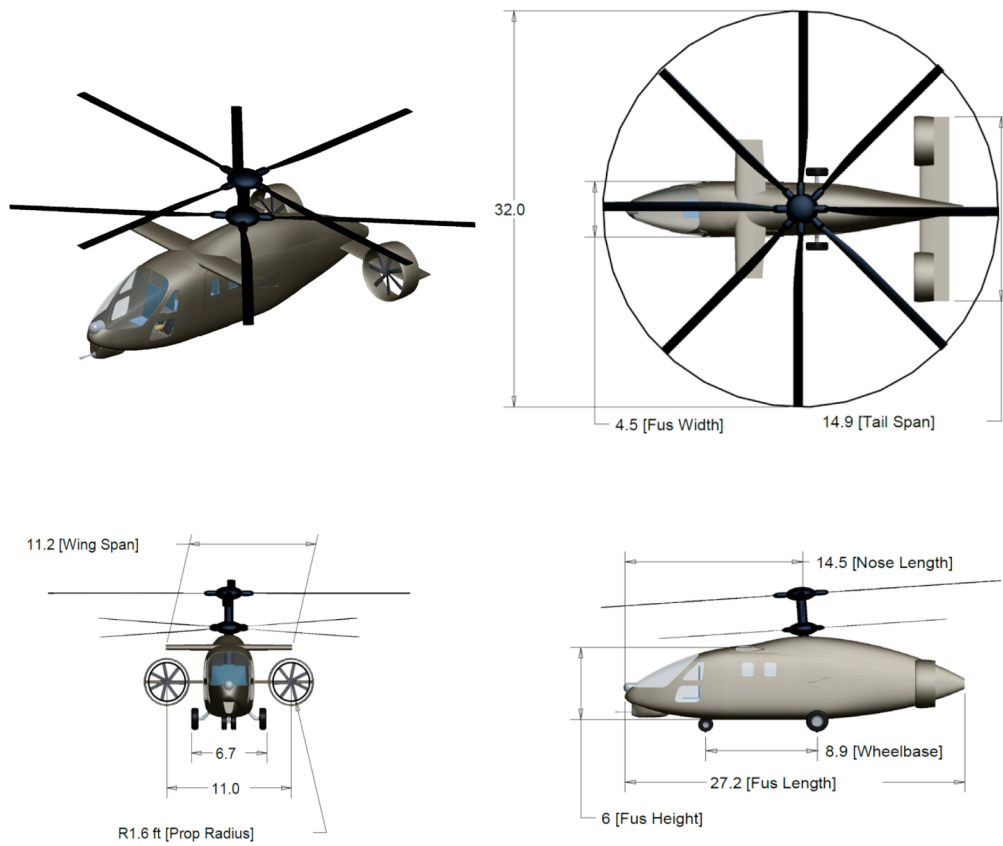 32.0
4.5 [Fus Width]
14.9 [Tail Span]
11.2 [Wing Span]
14.5 [Nose Length]
6.7
8.9 [Wheelbase]
11.0
27.2 [Fus Length]
R1.6 ft [Prop Radius]
6 [Fus Height]